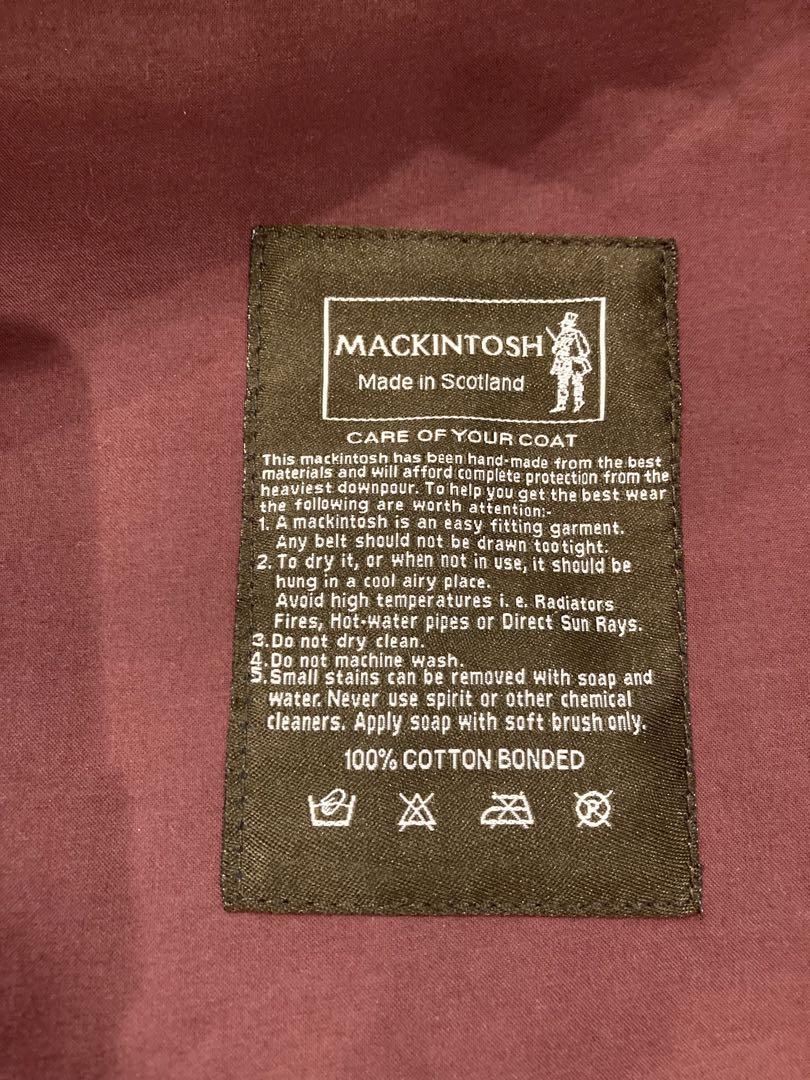 MACKINTOSH
Made in Scotland
CARE OF YOUR COAT
This mackintosh has been hand-made from the best
materials and will afford complete protection from the
heaviest downpour. To help you get the best wear
the following are worth attention:-
1. A mackintosh is an easy fitting garment.
Any belt should not be drawn too tight.
2. To dry it, or when not in use, it should be
hung in a cool airy place.
Avoid high temperatures i. e. Radiators
Fires, Hot-water pipes or Direct Sun Rays.
3. Do not dry clean.
4. Do not machine wash.
5. Small stains can be removed with soap and
water. Never use spirit or other chemical
cleaners. Apply soap with soft brush only.
100% COTTON BONDED
R